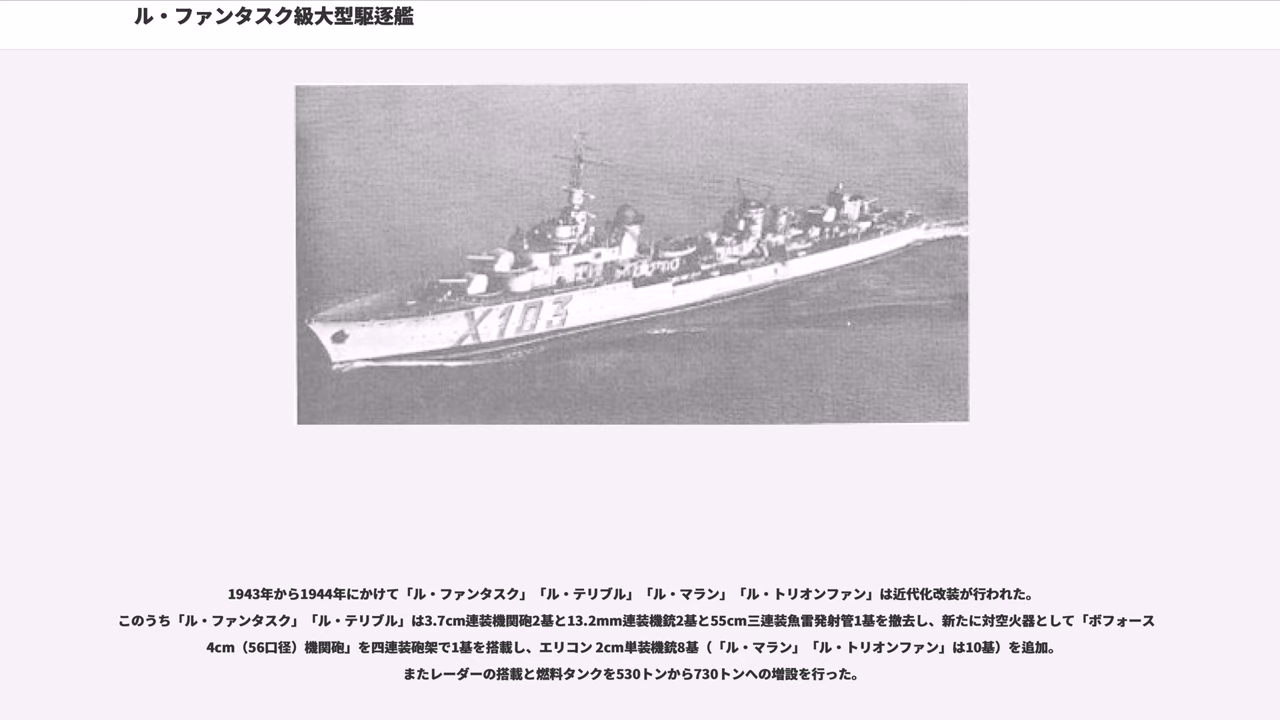 ル・ファンタスク級大型駆逐艦
X103
1943年から1944年にかけて「ル・ファンタスク」「ル・テリブル」「ル・マラン」「ル・トリオンファン」は近代化改装が行われた。
このうち「ル・ファンタスク」「ル・テリブル」は3.7cm連装機関砲2基と13.2mm連装機銃2基と55cm三連装魚雷発射管1基を撤去し、新たに対空火器として「ボフォース
4cm（56口径）機関砲」を四連装砲架で1基を搭載し、エリコン 2cm単装機銃8基（「ル・マラン」「ル・トリオンファン」は10基）を追加。
またレーダーの搭載と燃料タンクを530トンから730トンへの増設を行った。